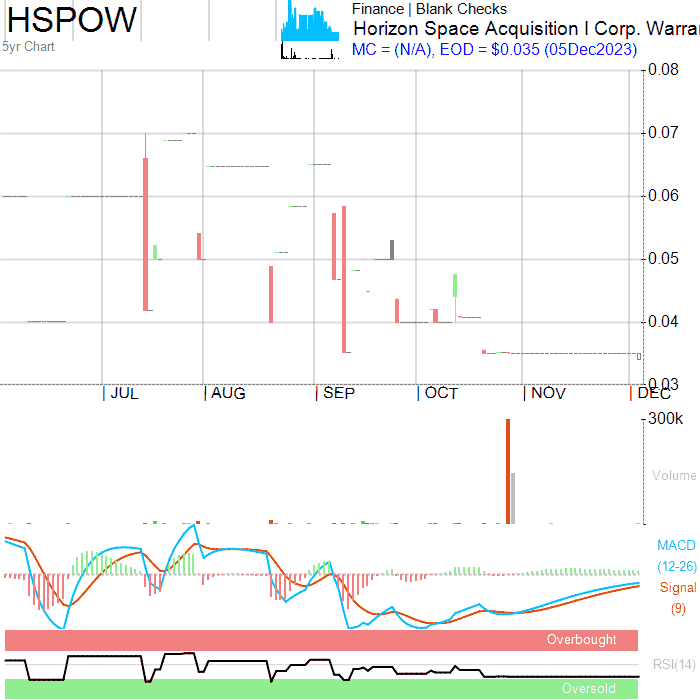 HSPOW
5yr Chart
Finance | Blank Checks
Horizon Space Acquisition I Corp. Warra
MC = (N/A), EOD = $0.035 (05Dec2023)
0.08
0.07
0.06
0.05
0.04
0.03
| JUL | AUG | SEP | OCT | NOV | DEC
300k
Volume
MACD
(12-26)
Signal
(9)
Overbought
RSI(14)
Oversold